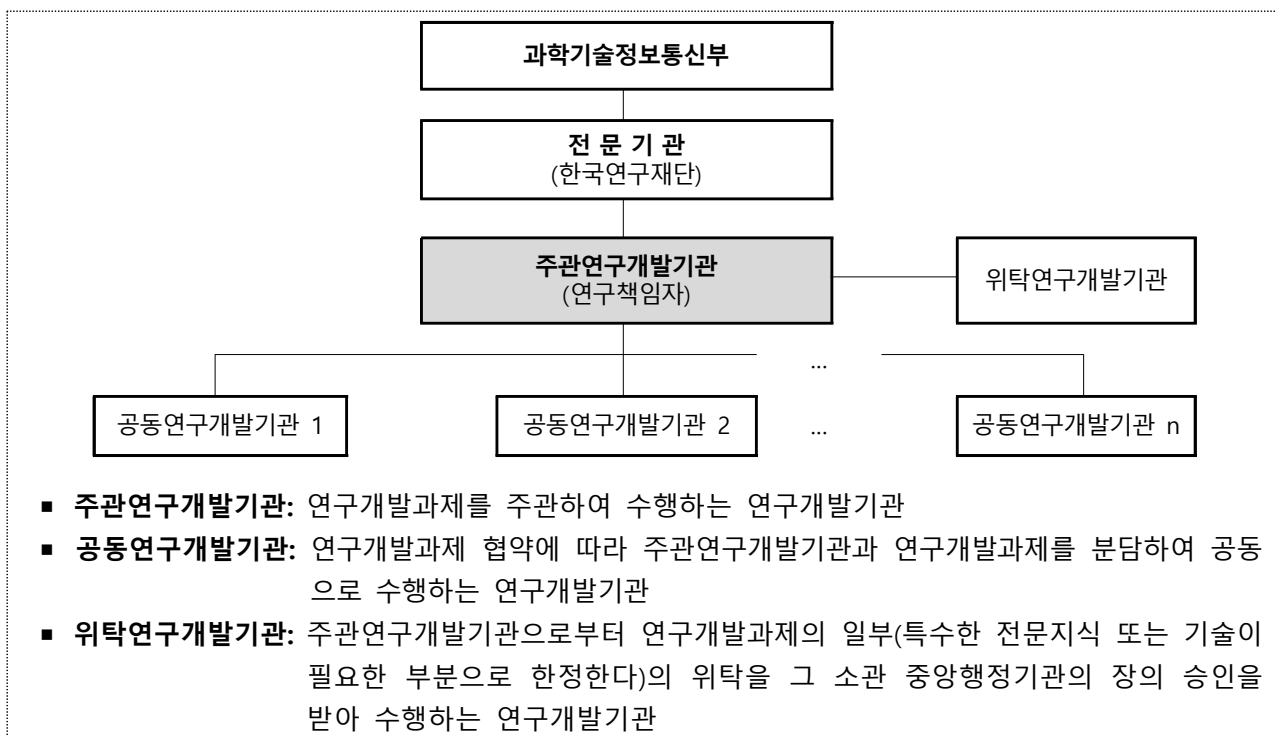 과학기술정보통신부
전 문 기 관
(한국연구재단)
주관연구개발기관
(연구책임자)
위탁연구개발기관
...
공동연구개발기관 1
공동연구개발기관 2
...
공동연구개발기관 n
▪ 주관연구개발기관: 연구개발과제를 주관하여 수행하는 연구개발기관
▪ 공동연구개발기관: 연구개발과제 협약에 따라 주관연구개발기관과 연구개발과제를 분담하여 공동
으로 수행하는 연구개발기관
▪ 위탁연구개발기관: 주관연구개발기관으로부터 연구개발과제의 일부(특수한 전문지식 또는 기술이
필요한 부분으로 한정한다)의 위탁을 그 소관 중앙행정기관의 장의 승인을
받아 수행하는 연구개발기관